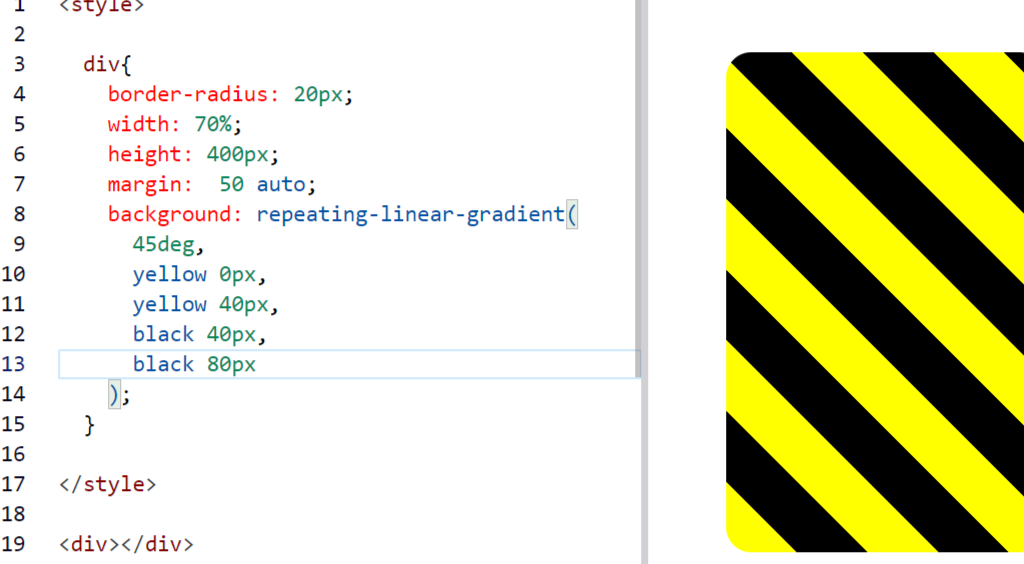 1 <style>
2
3 div{
4 border-radius: 20px;
5 width: 70%;
6 height: 400px;
7 margin:  50 auto;
8 background: repeating-linear-gradient(
9 45deg,
10 yellow 0px,
11 yellow 40px,
12 black 40px,
13 black 80px
14 );
15 }
16
17 </style>
18
19 <div></div>